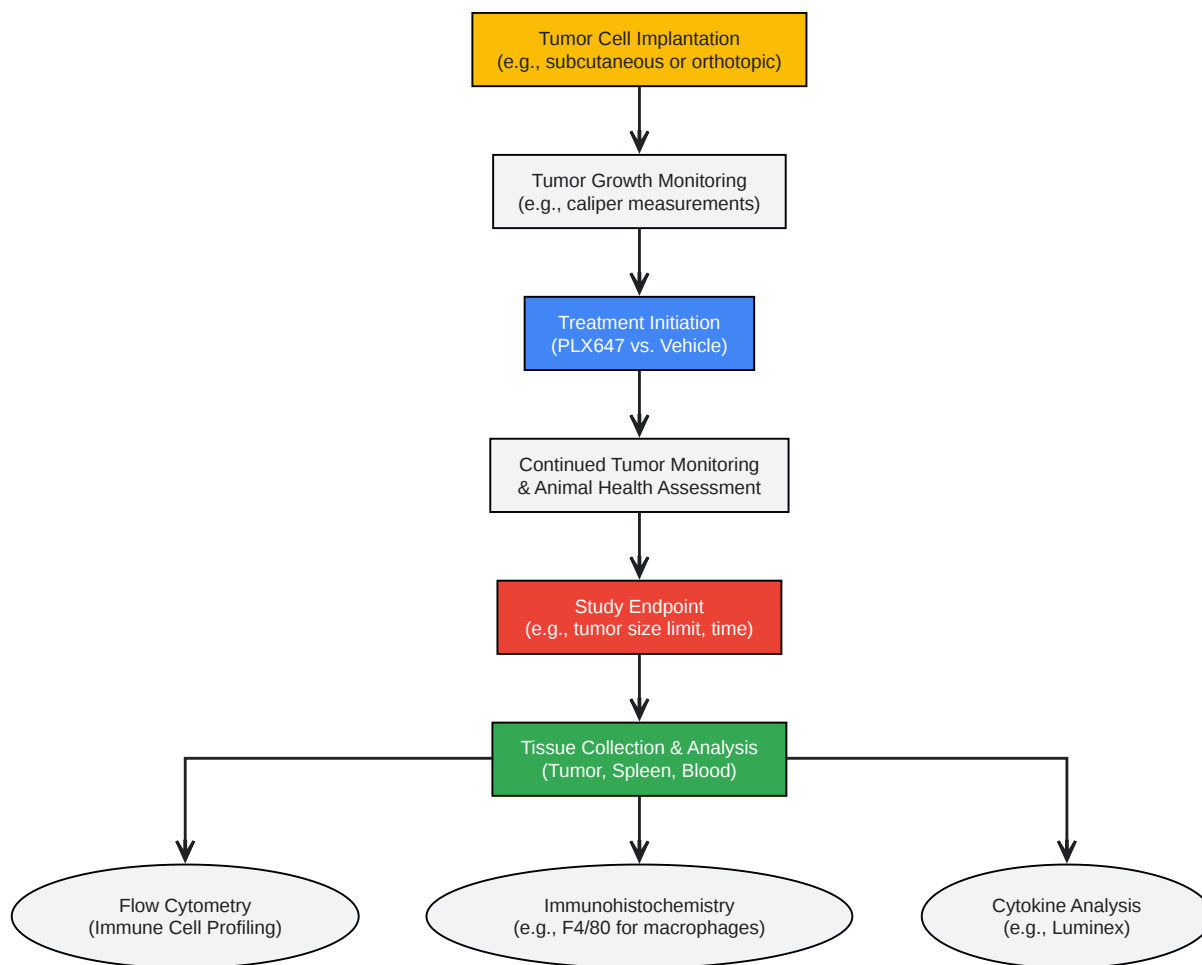 Tumor Cell Implantation
(e.g., subcutaneous or orthotopic)
Tumor Growth Monitoring
(e.g., caliper measurements)
Treatment Initiation
(PLX647 vs. Vehicle)
Continued Tumor Monitoring
& Animal Health Assessment
Study Endpoint
(e.g., tumor size limit, time)
Tissue Collection & Analysis
(Tumor, Spleen, Blood)
Flow Cytometry
(Immune Cell Profiling)
Immunohistochemistry
(e.g., F4/80 for macrophages)
Cytokine Analysis
(e.g., Luminex)